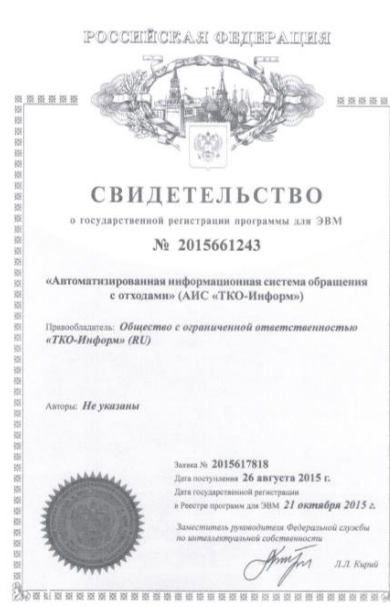 РОССИЙСКАЯ ФЕДЕРАЦИЯ
СВИДЕТЕЛЬСТВО
о государственной регистрации программы для ЭВМ
№ 2015661243
«Автоматизированная информационная система обращения
с отходами» (АИС «ТКО-Информ»)
Правообладатель: Общество с ограниченной ответственностью
«ТКО-Информ» (RU)
Авторы: Не указаны
Заявка № 2015617818
Дата поступления 26 августа 2015 г.
Дата государственной регистрации
в Реестре программ для ЭВМ 21 октября 2015 г.
Заместитель руководителя Федеральной службы
по интеллектуальной собственности
Л.Л. Кирий